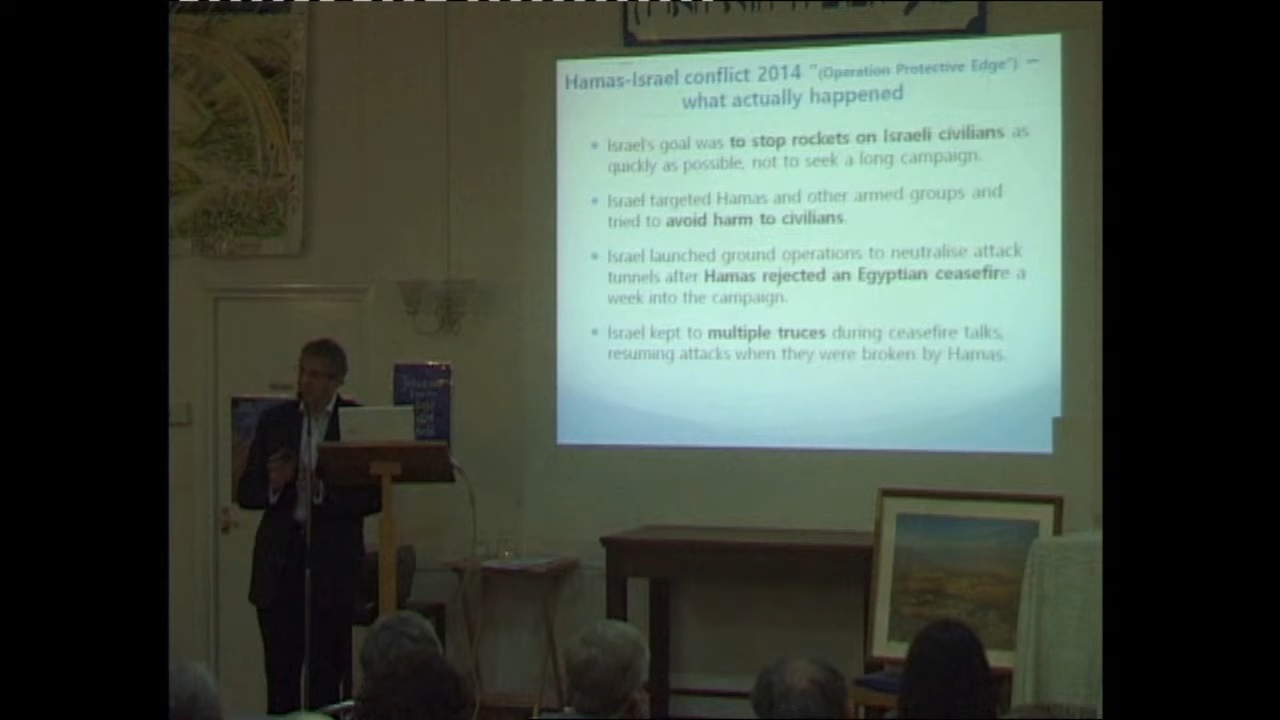 Hamas-Israel conflict 2014 "(Operation Protective Edge") –
what actually happened
• Israel's goal was to stop rockets on Israeli civilians as
quickly as possible, not to seek a long campaign.
• Israel targeted Hamas and other armed groups and
tried to avoid harm to civilians.
• Israel launched ground operations to neutralise attack
tunnels after Hamas rejected an Egyptian ceasefire a
week into the campaign.
• Israel kept to multiple truces during ceasefire talks,
resuming attacks when they were broken by Hamas.